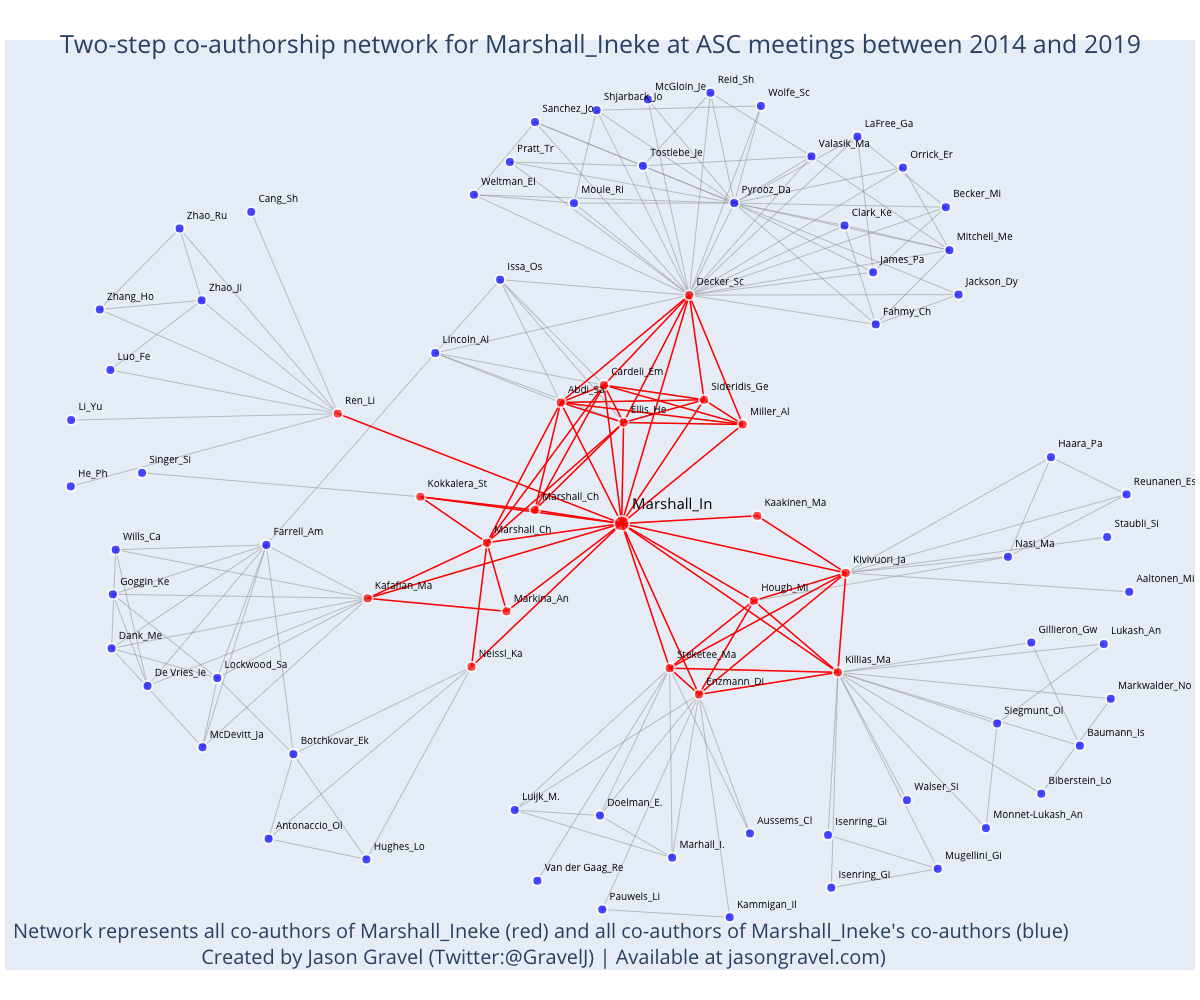 Two-step co-authorship network for Marshall_Ineke at ASC meetings between 2014 and 2019
McGloin_Je
Reid_Sh
Shjarback_Jo
Wolfe_Sc
Sanchez_Jo
LaFree_Ga
Pratt_Tr
Tostlebe_Je
Valasik_Ma
Orrick_Er
Weltman_El
Moule_Ri
Pyrooz_Da
Becker_Mi
Cang_Sh
Zhao_Ru
Clark_Ke
Mitchell_Me
Issa_Os
James_Pa
Zhang_Ho
Zhao_Ji
Decker_Sc
Jackson_Dy
Fahmy_Ch
Luo_Fe
Lincoln_Al
Cardeli_Em
Abdi_Sa
Sideridis_Ge
Li_Yu
Ren_Li
Ellis_He
Miller_Al
Haara_Pa
He_Ph
Singer_Si
Kokkalera_St
Reunanen_Es
Marshall_Ch
Marshall_In
Kaakinen_Ma
Wills_Ca
Farrell_Am
Marshall_Ch
Staubli_Si
Nasi_Ma
Goggin_Ke
Kafafian_Ma
Markina_An
Hough_Mi
Kivivuori_Ja
Aaltonen_Mi
Dank_Me
De Vries_Ie
Lockwood_Sa
Neissl_Ka
Steketee_Ma
Enzmann_Di
Killias_Ma
Gillieron_Gw
Lukash_An
Markwalder_No
McDevitt_Ja
Botchkovar_Ek
Siegmunt_Ol
Baumann_Is
Luijk_M.
Doelman_E.
Walser_Si
Biberstein_Lo
Antonaccio_Ol
Hughes_Lo
Marhall_I.
Aussems_Cl
Isenring_Gi
Monnet-Lukash_An
Van der Gaag_Re
Isenring_Gi
Mugellini_Gi
Pauwels_Li
Kammigan_Il
Network represents all co-authors of Marshall_Ineke (red) and all co-authors of Marshall_Ineke's co-authors (blue)
Created by Jason Gravel (Twitter:@GravelJ) | Available at jasongravel.com)